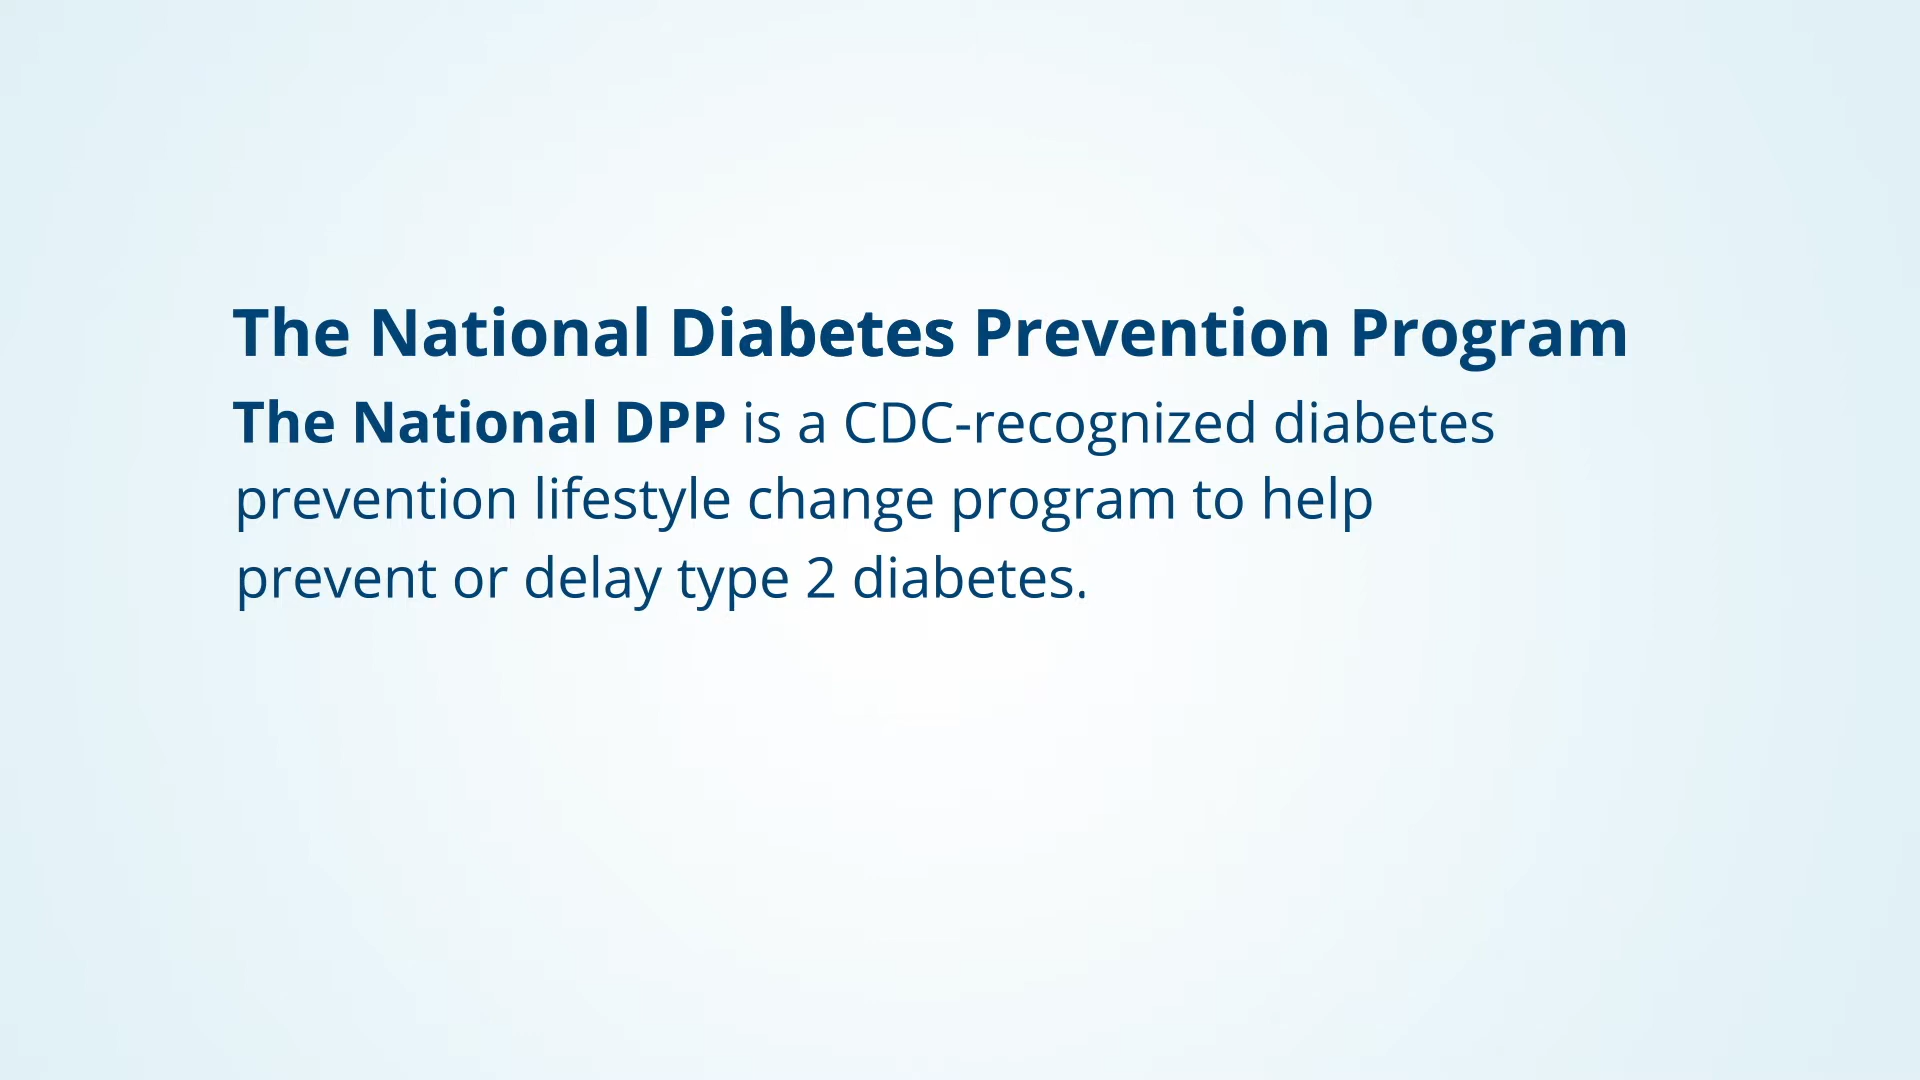 The National Diabetes Prevention Program
The National DPP is a CDC-recognized diabetes
prevention lifestyle change program to help
prevent or delay type 2 diabetes.